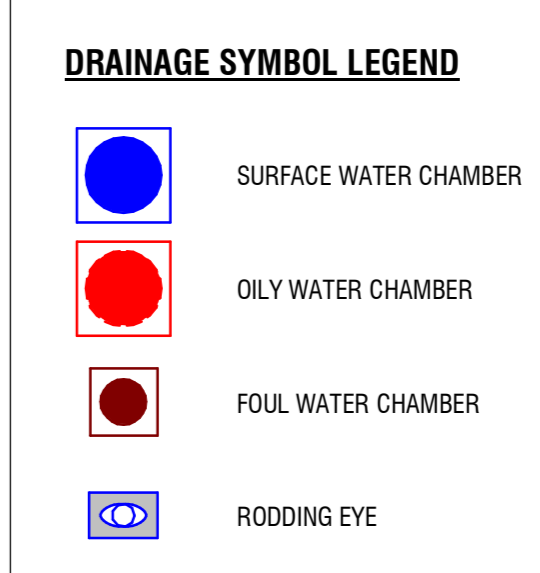 DRAINAGE SYMBOL LEGEND
SURFACE WATER CHAMBER
OILY WATER CHAMBER
FOUL WATER CHAMBER
RODDING EYE